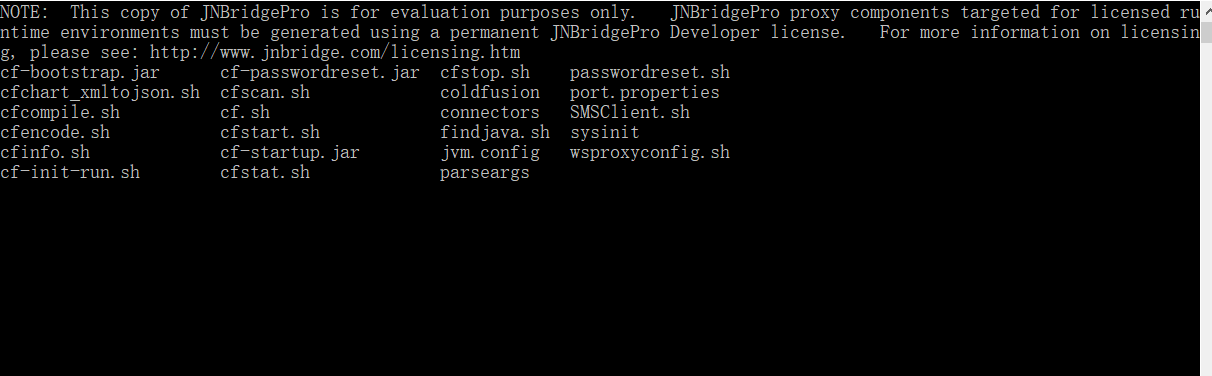 NOTE:  This copy of JNBridgePro is for evaluation purposes only.   JNBridgePro proxy components targeted for licensed ru
ntime environments must be generated using a permanent JNBridgePro Developer license.   For more information on licensin
g, please see: http://www.jnbridge.com/licensing.htm
cf-bootstrap.jar      cf-passwordreset.jar  cfstop.sh    passwordreset.sh
cfchart_xmltojson.sh  cfscan.sh             coldfusion   port.properties
cfcompile.sh          cf.sh                 connectors   SMSClient.sh
cfencode.sh           cfstart.sh            findjava.sh  sysinit
cfinfo.sh             cf-startup.jar        jvm.config   wsproxyconfig.sh
cf-init-run.sh        cfstat.sh             parseargs